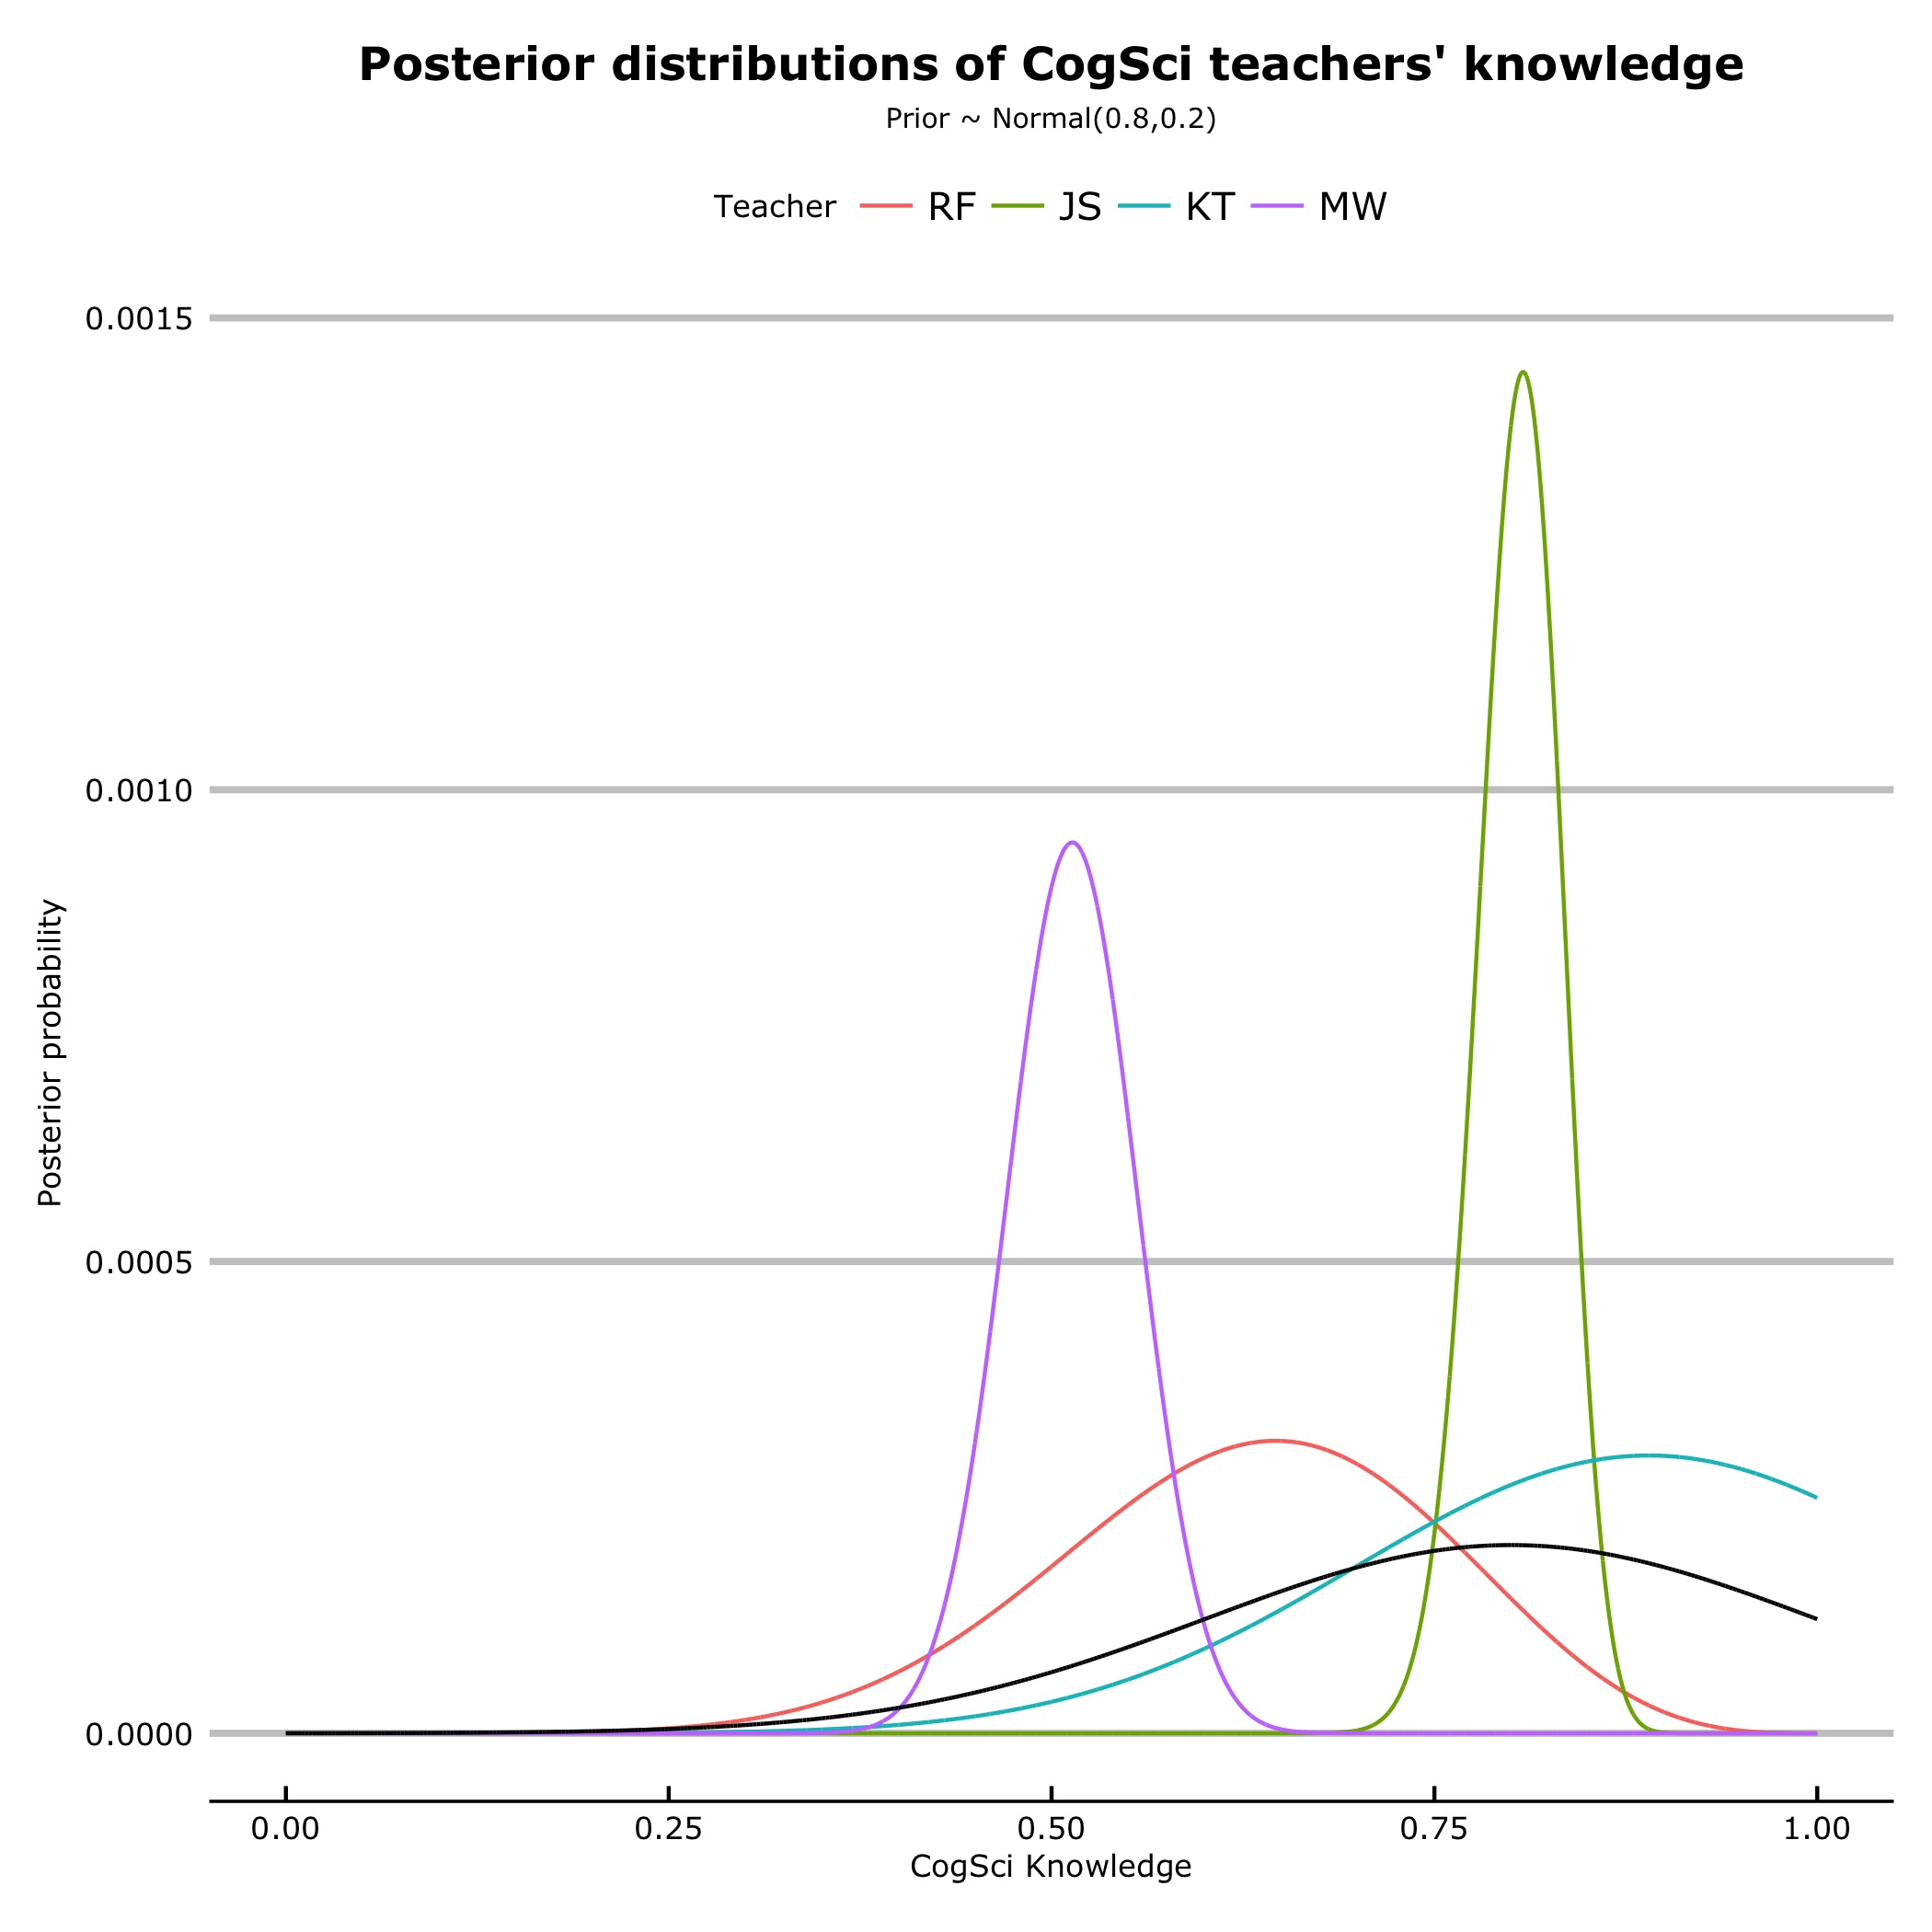 Posterior distributions of CogSci teachers' knowledge
Prior ~ Normal(0.8,0.2)
Teacher RF JS KT MW
0.0015
0.0010
0.0005
0.0000
Posterior probability
0.00 0.25 0.50 0.75 1.00
CogSci Knowledge